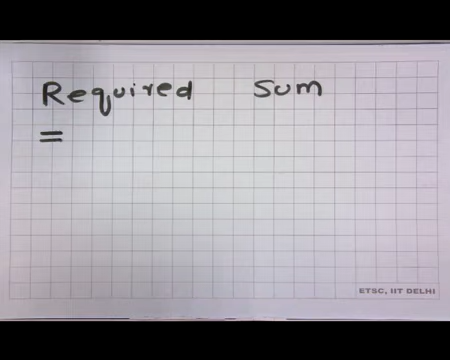 Required Sum
=
ETSC, IIT DELHI